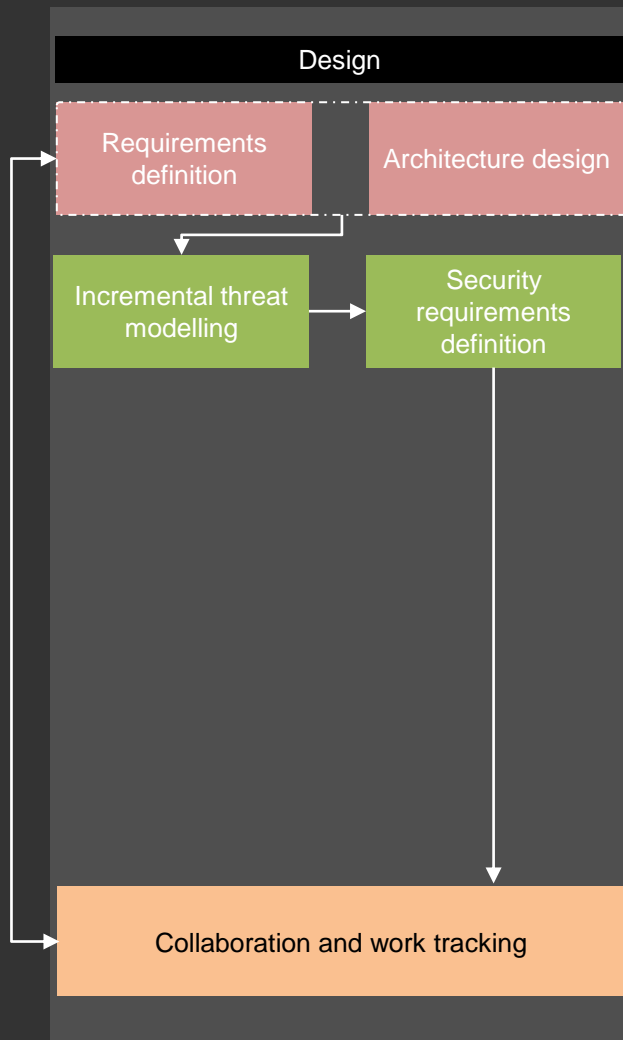 Design
Requirements
definition
Architecture design
Incremental threat
modelling
Security
requirements
definition
Collaboration and work tracking